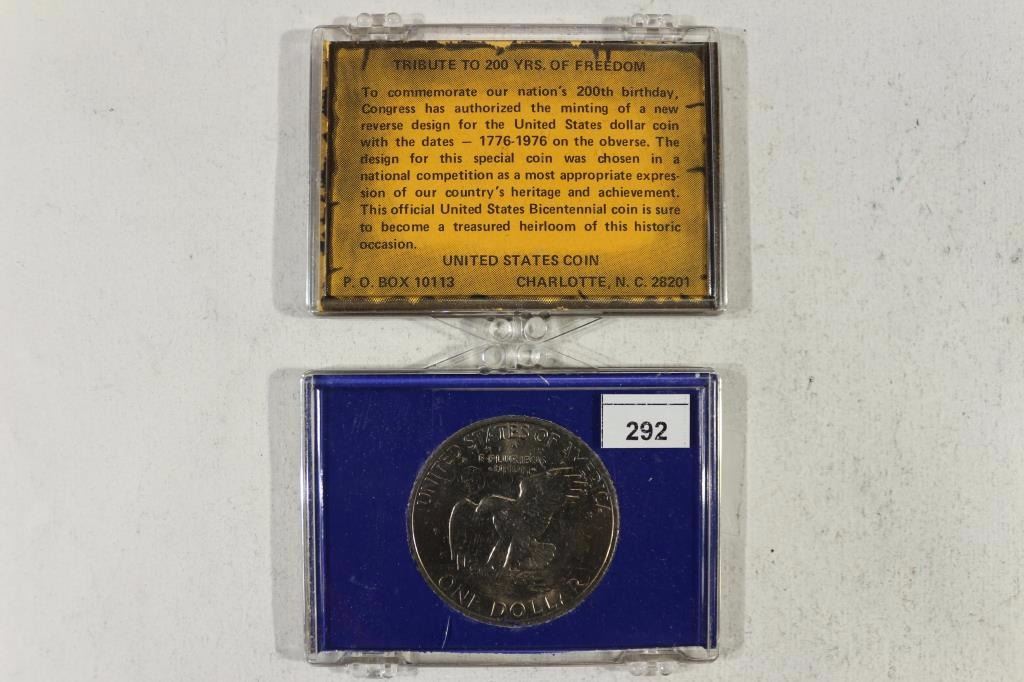 TRIBUTE TO 200 YRS. OF FREEDOM
To commemorate our nation's 200th birthday,
Congress has authorized the minting of a new
reverse design for the United States dollar coin
with the dates — 1776-1976 on the obverse. The
design for this special coin was chosen in a
national competition as a most appropriate expres-
sion of our country's heritage and achievement.
This official United States Bicentennial coin is sure
to become a treasured heirloom of this historic
occasion.
UNITED STATES COIN
P. O. BOX 10113 CHARLOTTE, N. C. 28201
292
UNITED STATES OF AMERICA
E PLURIBUS
UNUM
ONE DOLLAR